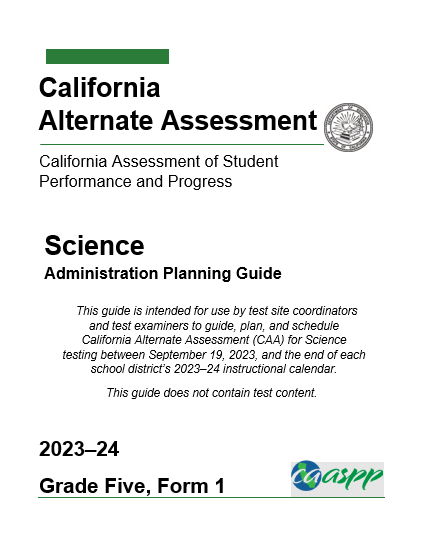 California
Alternate Assessment
California Assessment of Student
Performance and Progress
Science
Administration Planning Guide
This guide is intended for use by test site coordinators
and test examiners to guide, plan, and schedule
California Alternate Assessment (CAA) for Science
testing between September 19, 2023, and the end of each
school district’s 2023–24 instructional calendar.
This guide does not contain test content.
2023–24
caaspp
Grade Five, Form 1